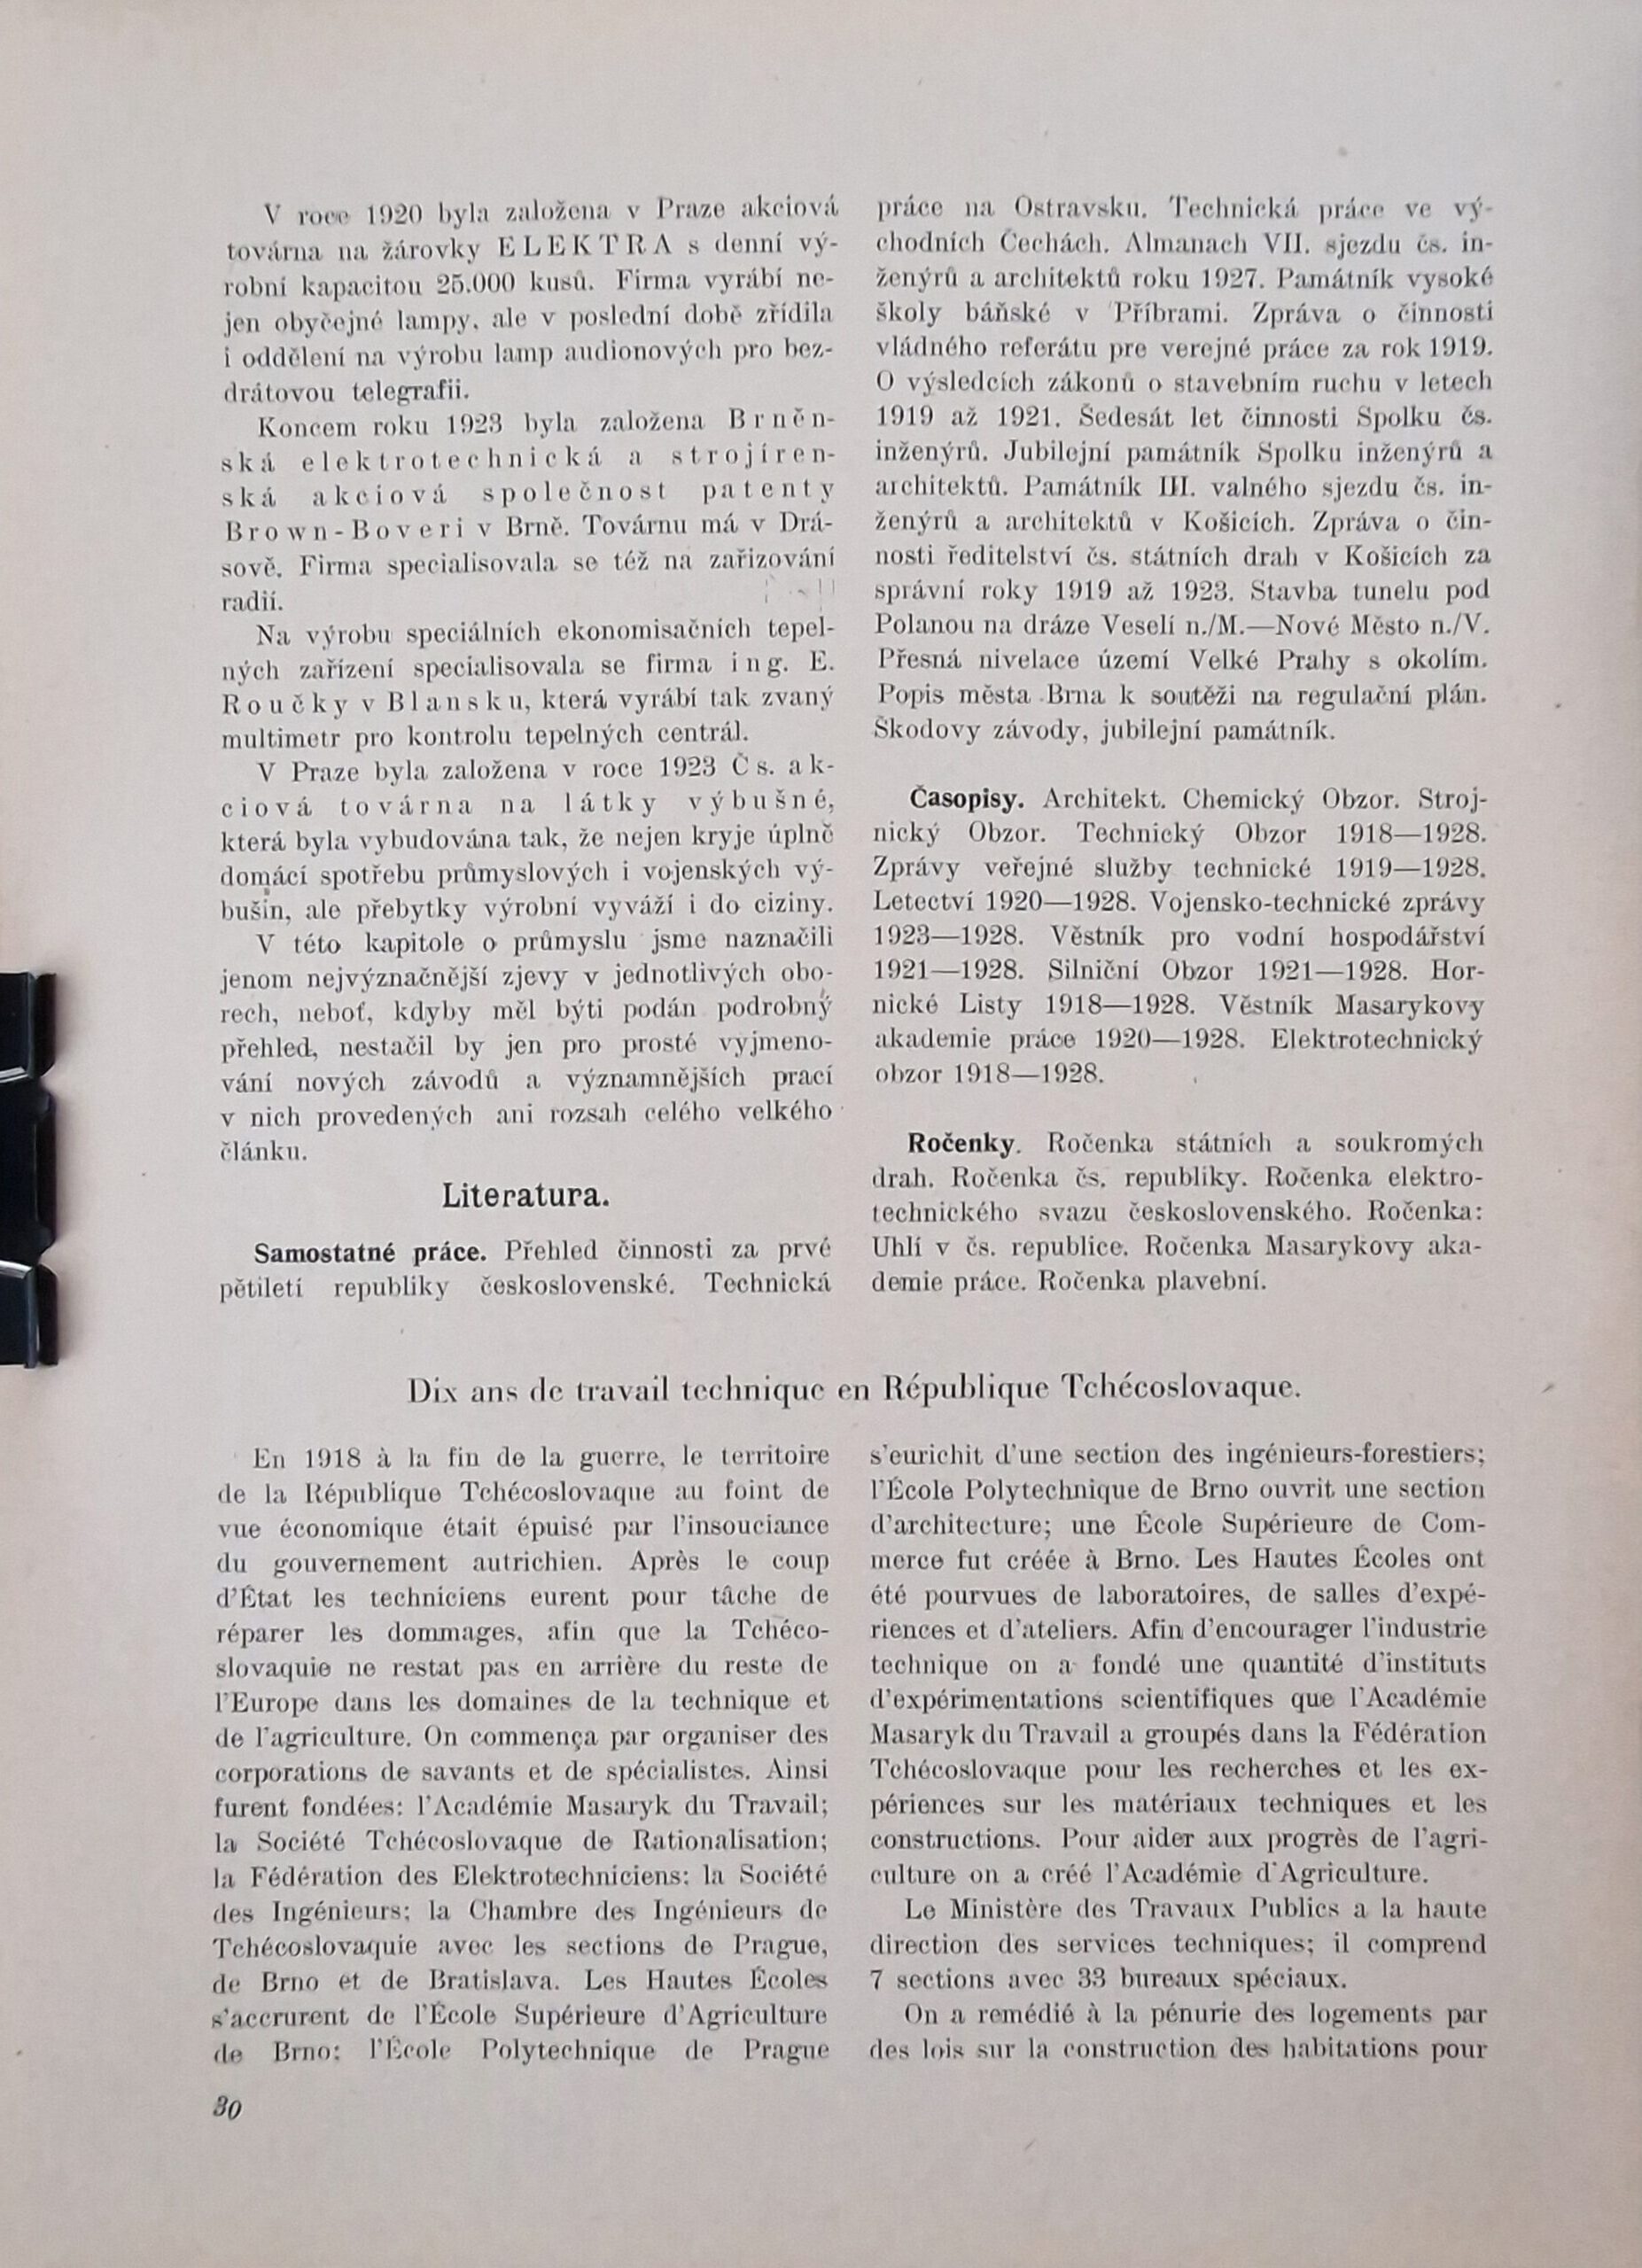 V roce 1920 byla založena v Praze akciová
továrna na žárovky ELEKTRA s denní vý-
robní kapacitou 25.000 kusů. Firma vyrábí ne-
jen obyčejné lampy, ale v poslední době zřídila
i oddělení na výrobu lamp audionových pro bez-
drátovou telegrafii.
Koncem roku 1923 byla založena Brněn-
ská elektrotechnická a strojíren-
ská akciová společnost patenty
Brown-Boveri v Brně. Továrnu má v Drá-
sově. Firma specialisovala se též na zařizování
radií.
Na výrobu speciálních ekonomisačních tepel-
ných zařízení specialisovala se firma ing. E.
Roučky v Blansku, která vyrábí tak zvaný
multimetr pro kontrolu tepelných centrál.
V Praze byla založena v roce 1923 Čs. ak-
ciová továrna na látky výbušné,
která byla vybudována tak, že nejen kryje úplně
domácí spotřebu průmyslových i vojenských vý-
bušin, ale přebytky výrobní vyváží i do ciziny.
V této kapitole o průmyslu jsme naznačili
jenom nejvýznačnější zjevy v jednotlivých obo-
rech, neboť, kdyby měl býti podán podrobný
přehled, nestačil by jen pro prosté vyjmeno-
vání nových závodů a významnějších prací
v nich provedených ani rozsah celého velkého
článku.
Literatura.
Samostatné práce. Přehled činnosti za prvé
pětiletí republiky československé. Technická
práce na Ostravsku. Technická práce ve vý-
chodních Čechách. Almanach VII. sjezdu čs. in-
ženýrů a architektů roku 1927. Památník vysoké
školy báňské v Příbrami. Zpráva o činnosti
vládného referátu pre verejné práce za rok 1919.
O výsledcích zákonů o stavebním ruchu v letech
1919 až 1921. Šedesát let činnosti Spolku čs.
inženýrů. Jubilejní památník Spolku inženýrů a
architektů. Památník III. valného sjezdu čs. in-
ženýrů a architektů v Košicích. Zpráva o čin-
nosti ředitelství čs. státních drah v Košicích za
správní roky 1919 až 1923. Stavba tunelu pod
Polanou na dráze Veselí n./M.—Nové Město n./V.
Přesná nivelace území Velké Prahy s okolím.
Popis města Brna k soutěži na regulační plán.
Škodovy závody, jubilejní památník.
Časopisy. Architekt. Chemický Obzor. Stroj-
nický Obzor. Technický Obzor 1918—1928.
Zprávy veřejné služby technické 1919—1928.
Letectví 1920—1928. Vojensko-technické zprávy
1923—1928. Věstník pro vodní hospodářství
1921—1928. Silniční Obzor 1921—1928. Hor-
nické Listy 1918—1928. Věstník Masarykovy
akademie práce 1920—1928. Elektrotechnický
obzor 1918—1928.
Ročenky. Ročenka státních a soukromých
drah. Ročenka čs. republiky. Ročenka elektro-
technického svazu československého. Ročenka:
Uhlí v čs. republice. Ročenka Masarykovy aka-
demie práce. Ročenka plavební.
Dix ans de travail technique en République Tchécoslovaque.
En 1918 à la fin de la guerre, le territoire
de la République Tchécoslovaque au foint de
vue économique était épuisé par l'insouciance
du gouvernement autrichien. Après le coup
d'État les techniciens eurent pour tâche de
réparer les dommages, afin que la Tchéco-
slovaquie ne restat pas en arrière du reste de
l'Europe dans les domaines de la technique et
de l'agriculture. On commença par organiser des
corporations de savants et de spécialistes. Ainsi
furent fondées: l'Académie Masaryk du Travail;
la Société Tchécoslovaque de Rationalisation;
la Fédération des Elektrotechniciens; la Société
des Ingénieurs; la Chambre des Ingénieurs de
Tchécoslovaquie avec les sections de Prague,
de Brno et de Bratislava. Les Hautes Écoles
s'accrurent de l'École Supérieure d'Agriculture
de Brno; l'École Polytechnique de Prague
s'eurichit d'une section des ingénieurs-forestiers;
l'École Polytechnique de Brno ouvrit une section
d'architecture; une École Supérieure de Com-
merce fut créée à Brno. Les Hautes Écoles ont
été pourvues de laboratoires, de salles d'expé-
riences et d'ateliers. Afin d'encourager l'industrie
technique on a fondé une quantité d'instituts
d'expérimentations scientifiques que l'Académie
Masaryk du Travail a groupés dans la Fédération
Tchécoslovaque pour les recherches et les ex-
périences sur les matériaux techniques et les
constructions. Pour aider aux progrès de l'agri-
culture on a créé l'Académie d'Agriculture.
Le Ministère des Travaux Publics a la haute
direction des services techniques; il comprend
7 sections avec 33 bureaux spéciaux.
On a remédié à la pénurie des logements par
des lois sur la construction des habitations pour
30